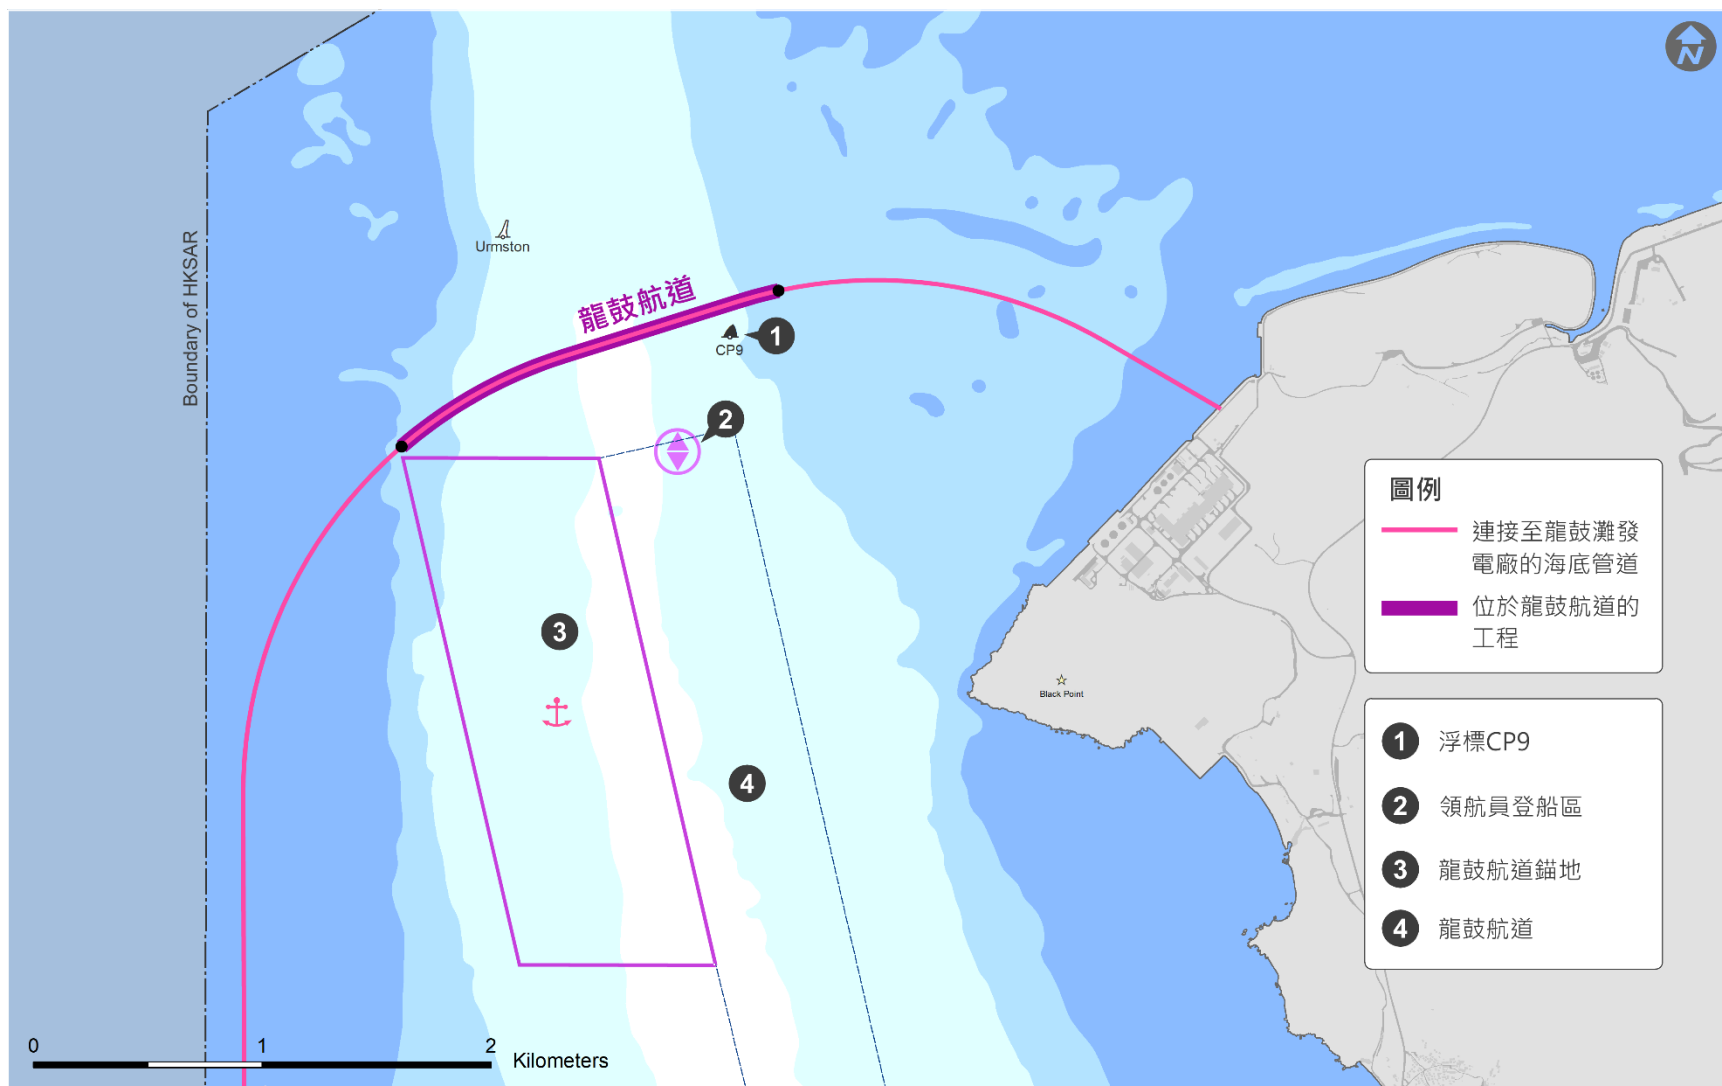 N
Boundary of HKSAR
Urmston
龍鼓航道
CP9
1
2
3
4
Black Point
圖例
連接至龍鼓灘發
電廠的海底管道
位於龍鼓航道的
工程
1 浮標CP9
2 領航員登船區
3 龍鼓航道錨地
4 龍鼓航道
0 1 2 Kilometers